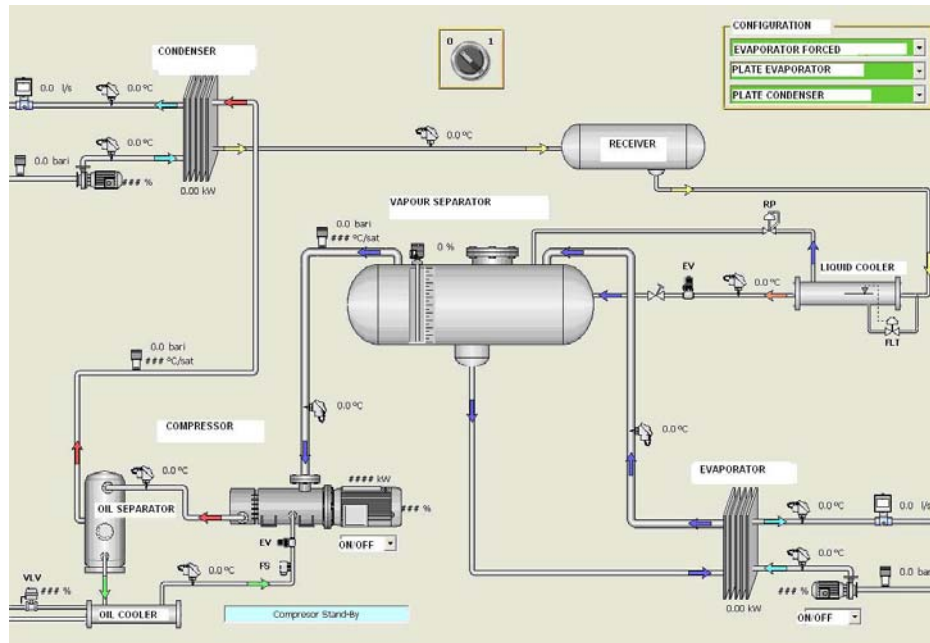 CONFIGURATION
EVAPORATOR FORCED
PLATE EVAPORATOR
PLATE CONDENSER
0 1
CONDENSER
0.0 l/s
0.0 ºC
0.0 ºC
0.0 bari
### %
0.00 kW
0.0 ºC
RECEIVER
VAPOUR SEPARATOR
RP
0.0 bari
### ºC/sat
0 %
EV
LIQUID COOLER
0.0 ºC
FLT
0.0 bari
### ºC/sat
0.0 ºC
0.0 ºC
COMPRESSOR
EVAPORATOR
0.0 ºC
#### kW
### %
OIL SEPARATOR
0.0 ºC
0.0 l/s
EV
ON/OFF
FS
0.0 ºC
0.0 ºC
VLV
### %
### %
0.0 bari
0.00 kW
OIL COOLER
Compresor Stand-By
ON/OFF